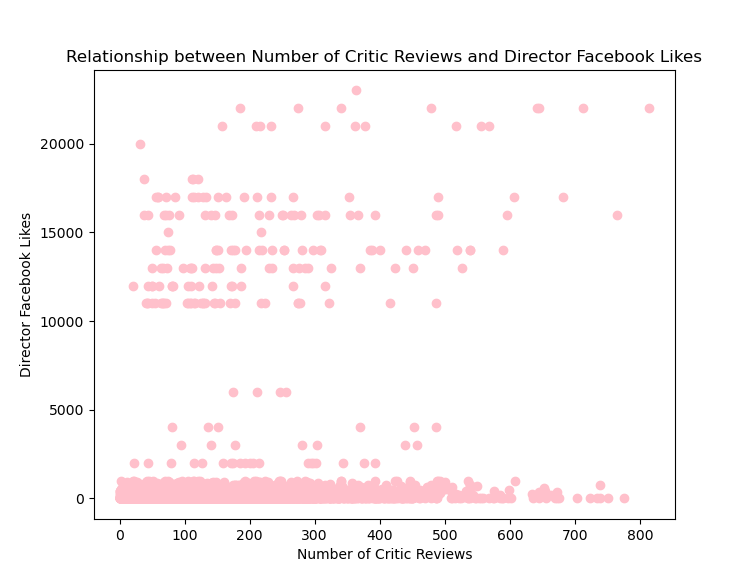 Relationship between Number of Critic Reviews and Director Facebook Likes
20000
15000
10000
5000
0
Director Facebook Likes
0 100 200 300 400 500 600 700 800
Number of Critic Reviews